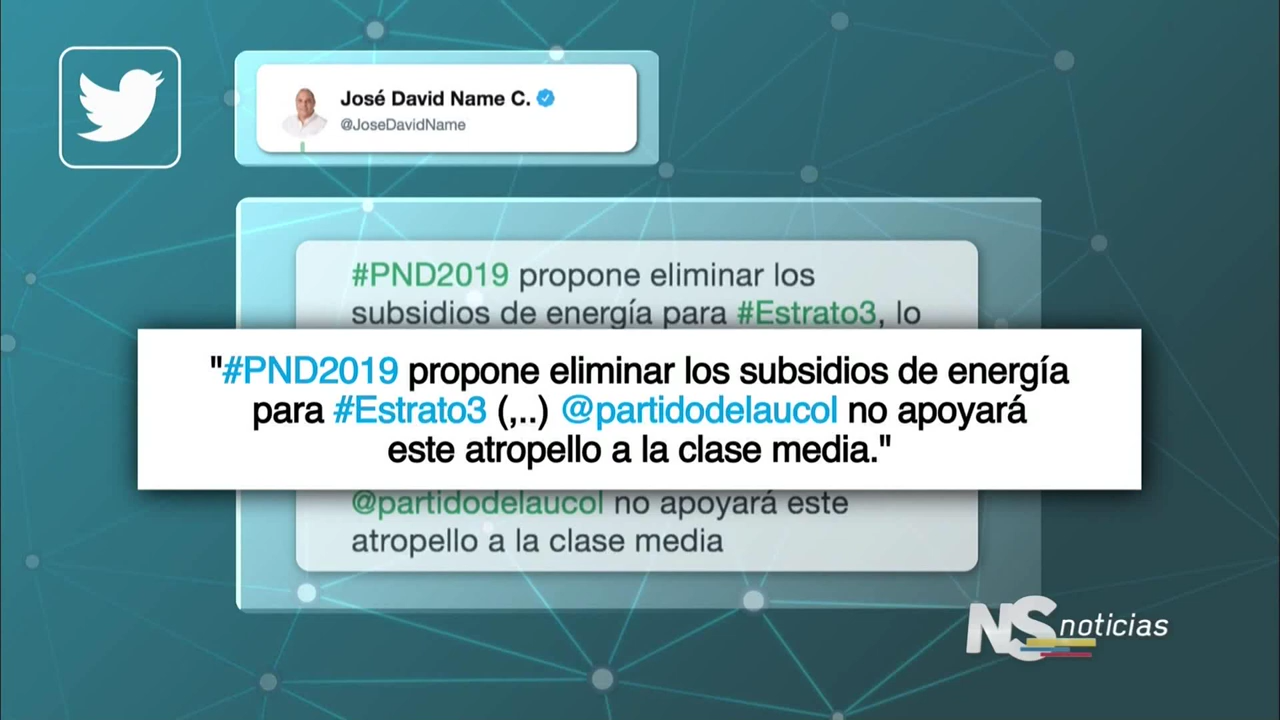 José David Name C.
@JoseDavidName
#PND2019 propone eliminar los
subsidios de energía para #Estrato3, lo
"#PND2019 propone eliminar los subsidios de energía
para #Estrato3 (,..) @partidodelaucol no apoyará
este atropello a la clase media."
@partidodelaucol no apoyará este
atropello a la clase media
NS noticias